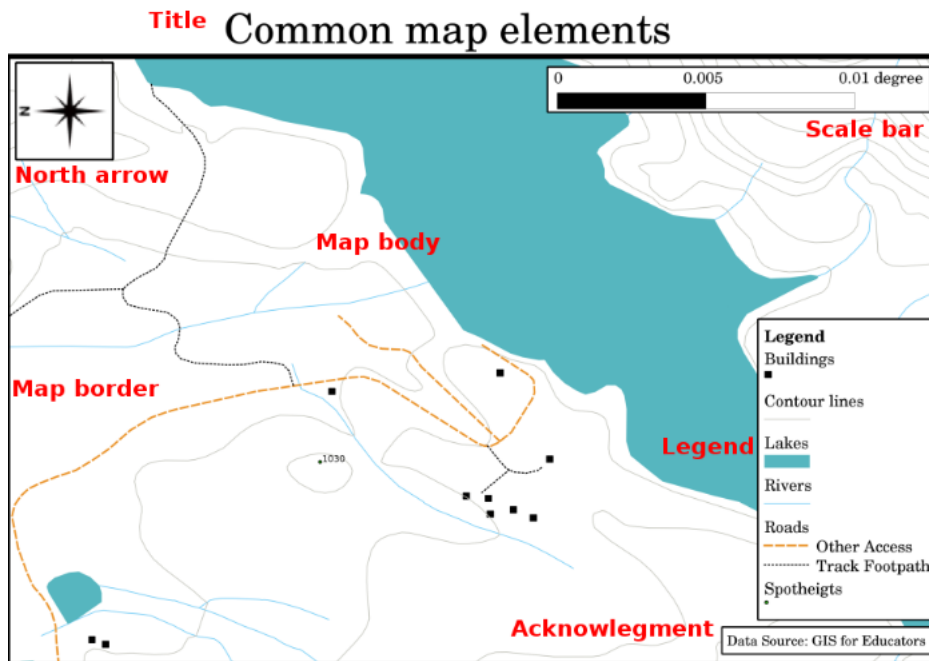 Title Common map elements
0 0.005 0.01 degree
N
Scale bar
North arrow
Map body
Legend
Buildings
Map border
Contour lines
Legend
Lakes
1030
Rivers
Roads
Other Access
Track Footpath
Spotheigts
Acknowlegment
Data Source: GIS for Educators